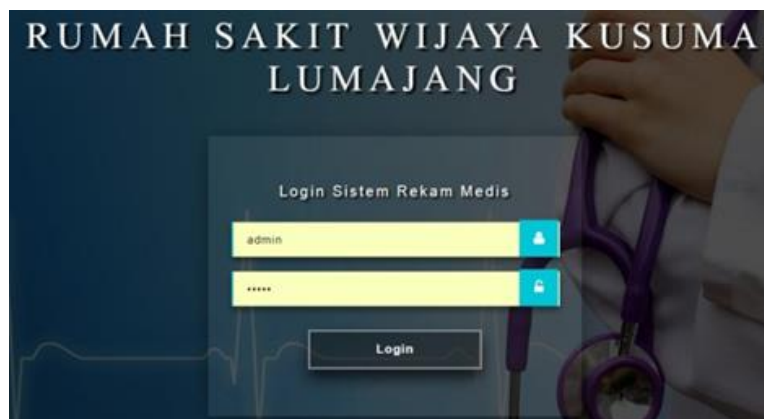 RUMAH SAKIT WIJAYA KUSUMA
LUMAJANG
Login Sistem Rekam Medis
admin
•••••
Login